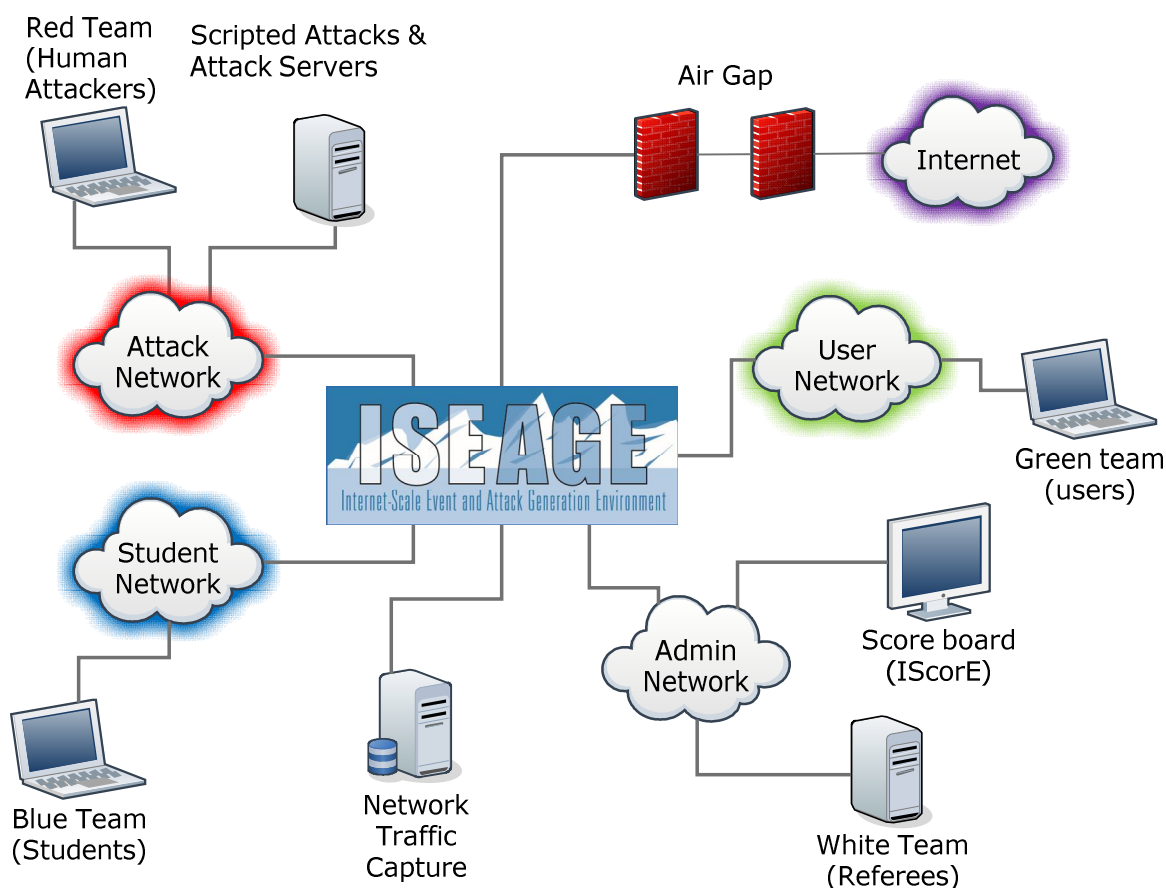 Red Team
(Human
Attackers)
Scripted Attacks &
Attack Servers
Air Gap
Internet
Attack
Network
User
Network
ISEAGE
Internet-Scale Event and Attack Generation Environment
Green team
(users)
Student
Network
Score board
(IScorE)
Admin
Network
Blue Team
(Students)
Network
Traffic
Capture
White Team
(Referees)